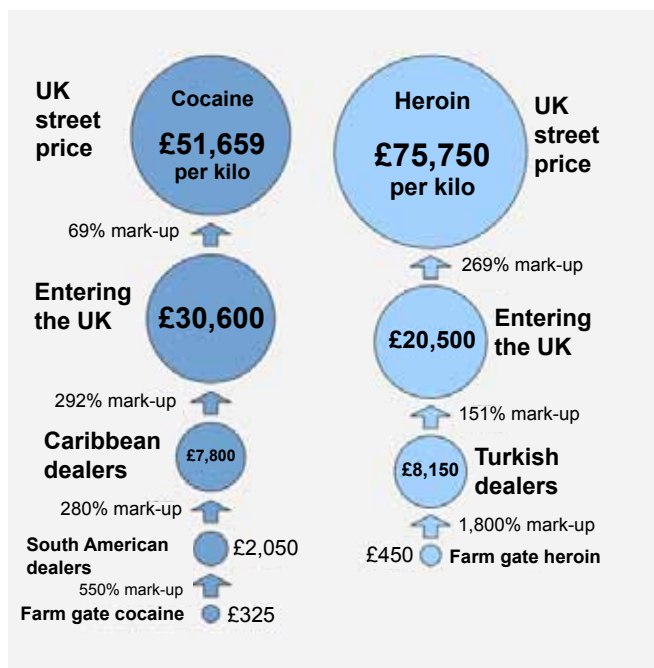 UK
street
price
Cocaine
£51,659
per kilo
69% mark-up
Entering
the UK
£30,600
292% mark-up
Caribbean
dealers
£7,800
280% mark-up
South American
dealers
£2,050
550% mark-up
Farm gate cocaine
£325
Heroin
£75,750
per kilo
UK
street
price
269% mark-up
£20,500
Entering
the UK
151% mark-up
£8,150
Turkish
dealers
1,800% mark-up
£450
Farm gate heroin